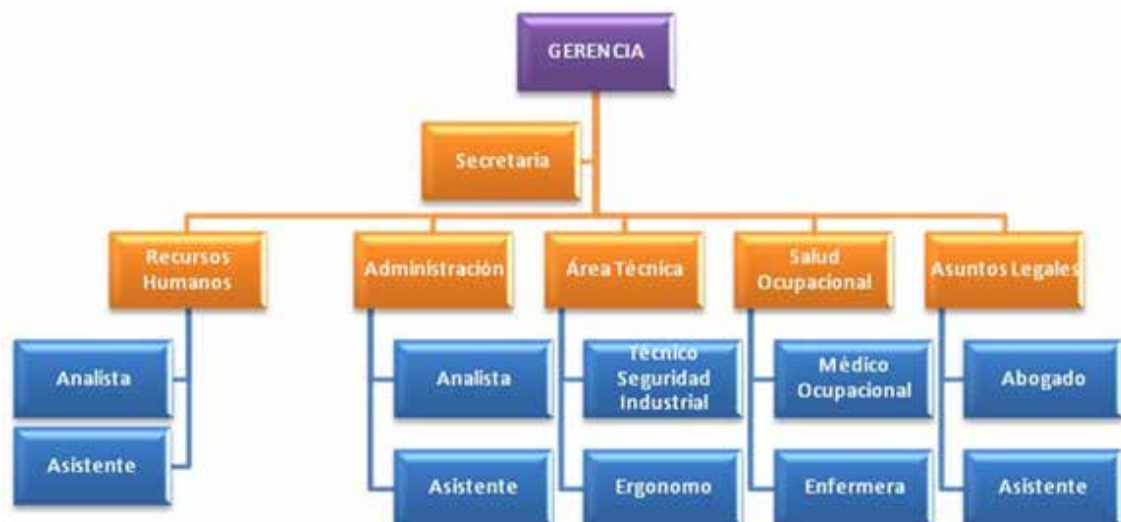 GERENCIA
Secretaria
Recursos
Humanos
Administración
Área Técnica
Salud
Ocupacional
Asuntos Legales
Analista
Asistente
Analista
Asistente
Técnico
Seguridad
Industrial
Ergonomo
Médico
Ocupacional
Enfermera
Abogado
Asistente